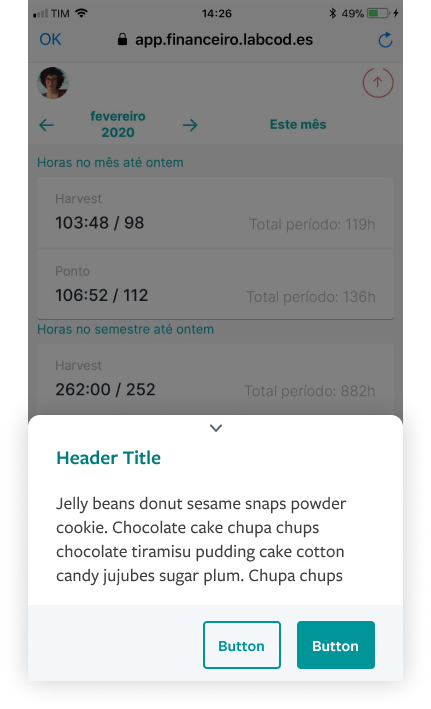 TIM 14:26 49%
OK app.financeiro.labcod.es
fevereiro
2020
Este mês
Horas no mês até ontem
Harvest
103:48 / 98 Total período: 119h
Ponto
106:52 / 112 Total período: 136h
Horas no semestre até ontem
Harvest
262:00 / 252 Total período: 882h
Header Title
Jelly beans donut sesame snaps powder
cookie. Chocolate cake chupa chups
chocolate tiramisu pudding cake cotton
candy jujubes sugar plum. Chupa chups
Button Button